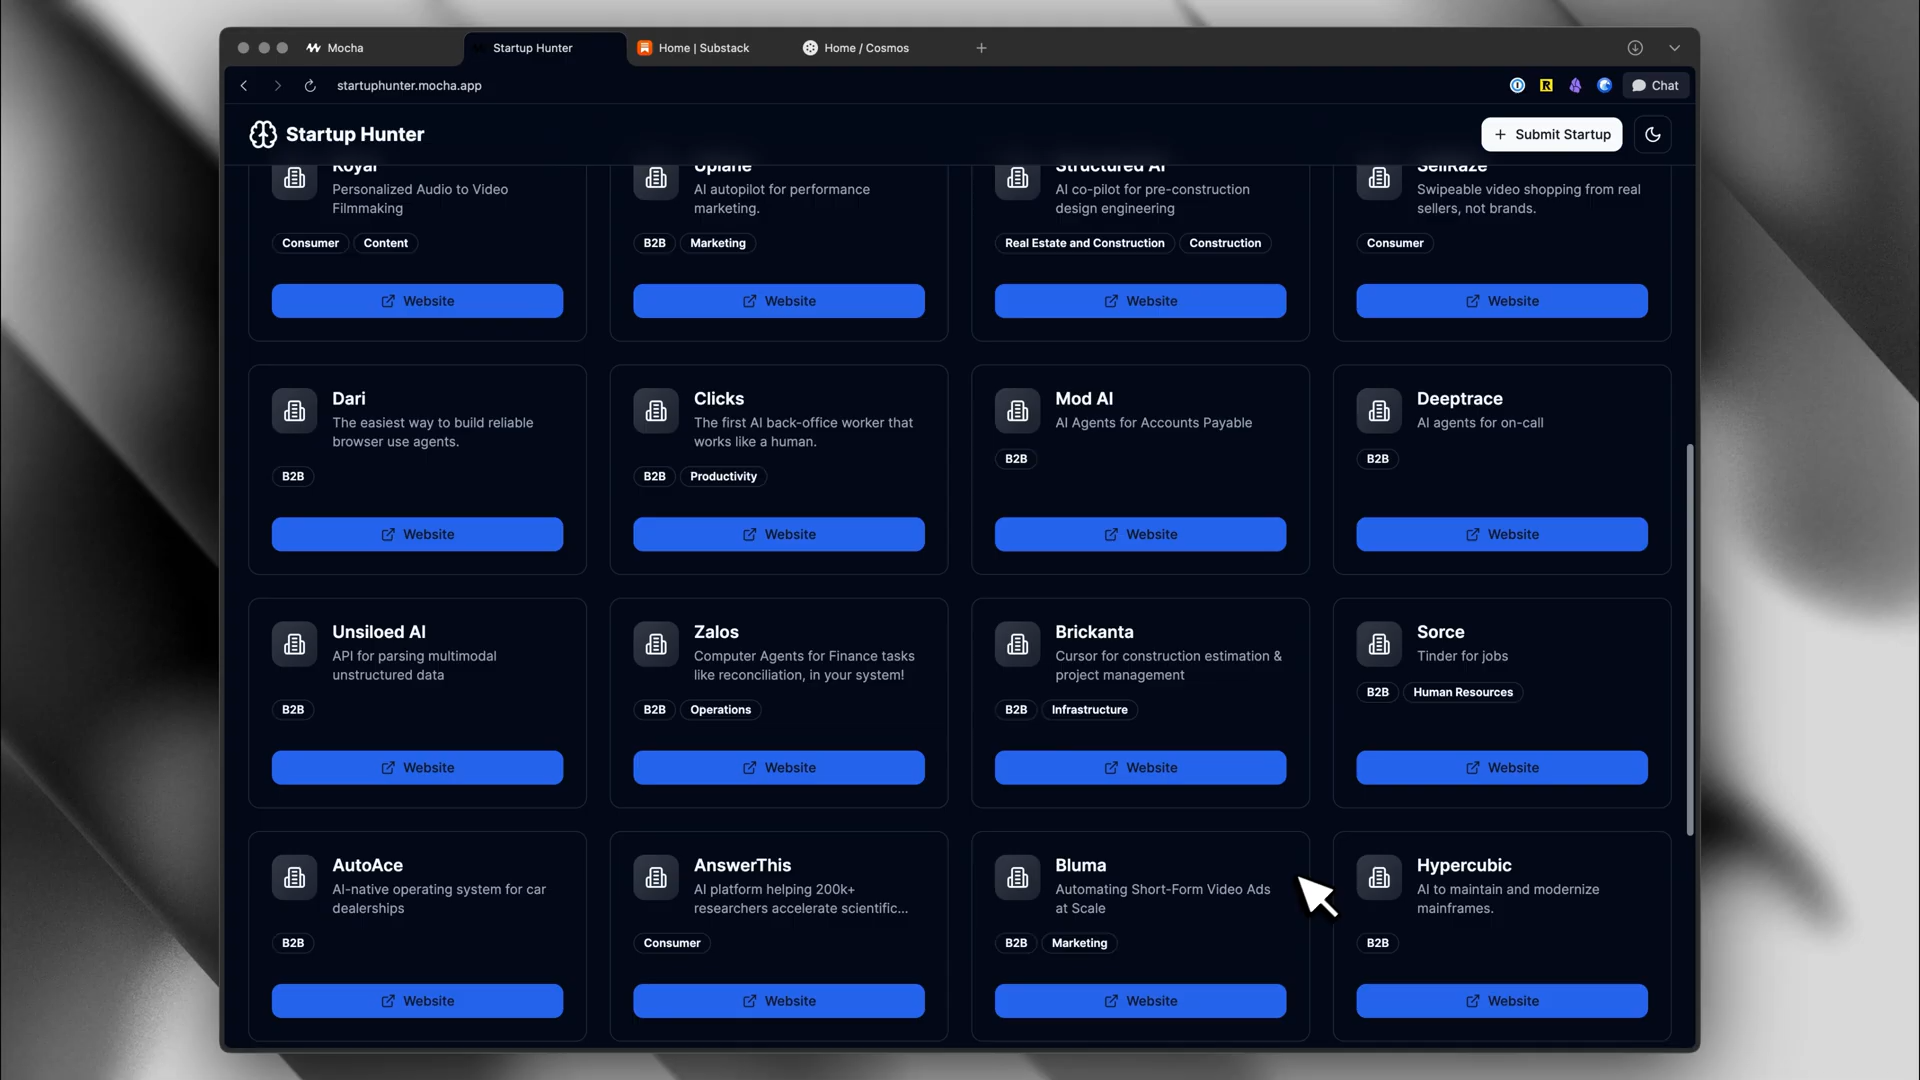 Mocha
Startup Hunter
Home | Substack
Home / Cosmos
startuphunter.mocha.app
Chat
Startup Hunter
Submit Startup
Koyal
Uplane
Structured AI
SellRaze
Personalized Audio to Video
Filmmaking
AI autopilot for performance
marketing.
AI co-pilot for pre-construction
design engineering
Swipeable video shopping from real
sellers, not brands.
Consumer
Content
B2B
Marketing
Real Estate and Construction
Construction
Consumer
Website
Website
Website
Website
Dari
The easiest way to build reliable
browser use agents.
B2B
Website
Clicks
The first AI back-office worker that
works like a human.
B2B
Productivity
Website
Mod AI
AI Agents for Accounts Payable
B2B
Website
Deeptrace
AI agents for on-call
B2B
Website
Unsiloed AI
API for parsing multimodal
unstructured data
B2B
Website
Zalos
Computer Agents for Finance tasks
like reconciliation, in your system!
B2B
Operations
Website
Brickanta
Cursor for construction estimation &
project management
B2B
Infrastructure
Website
Sorce
Tinder for jobs
B2B
Human Resources
Website
AutoAce
AI-native operating system for car
dealerships
B2B
Website
AnswerThis
AI platform helping 200k+
researchers accelerate scientific...
Consumer
Website
Bluma
Automating Short-Form Video Ads
at Scale
B2B
Marketing
Website
Hypercubic
AI to maintain and modernize
mainframes.
B2B
Website